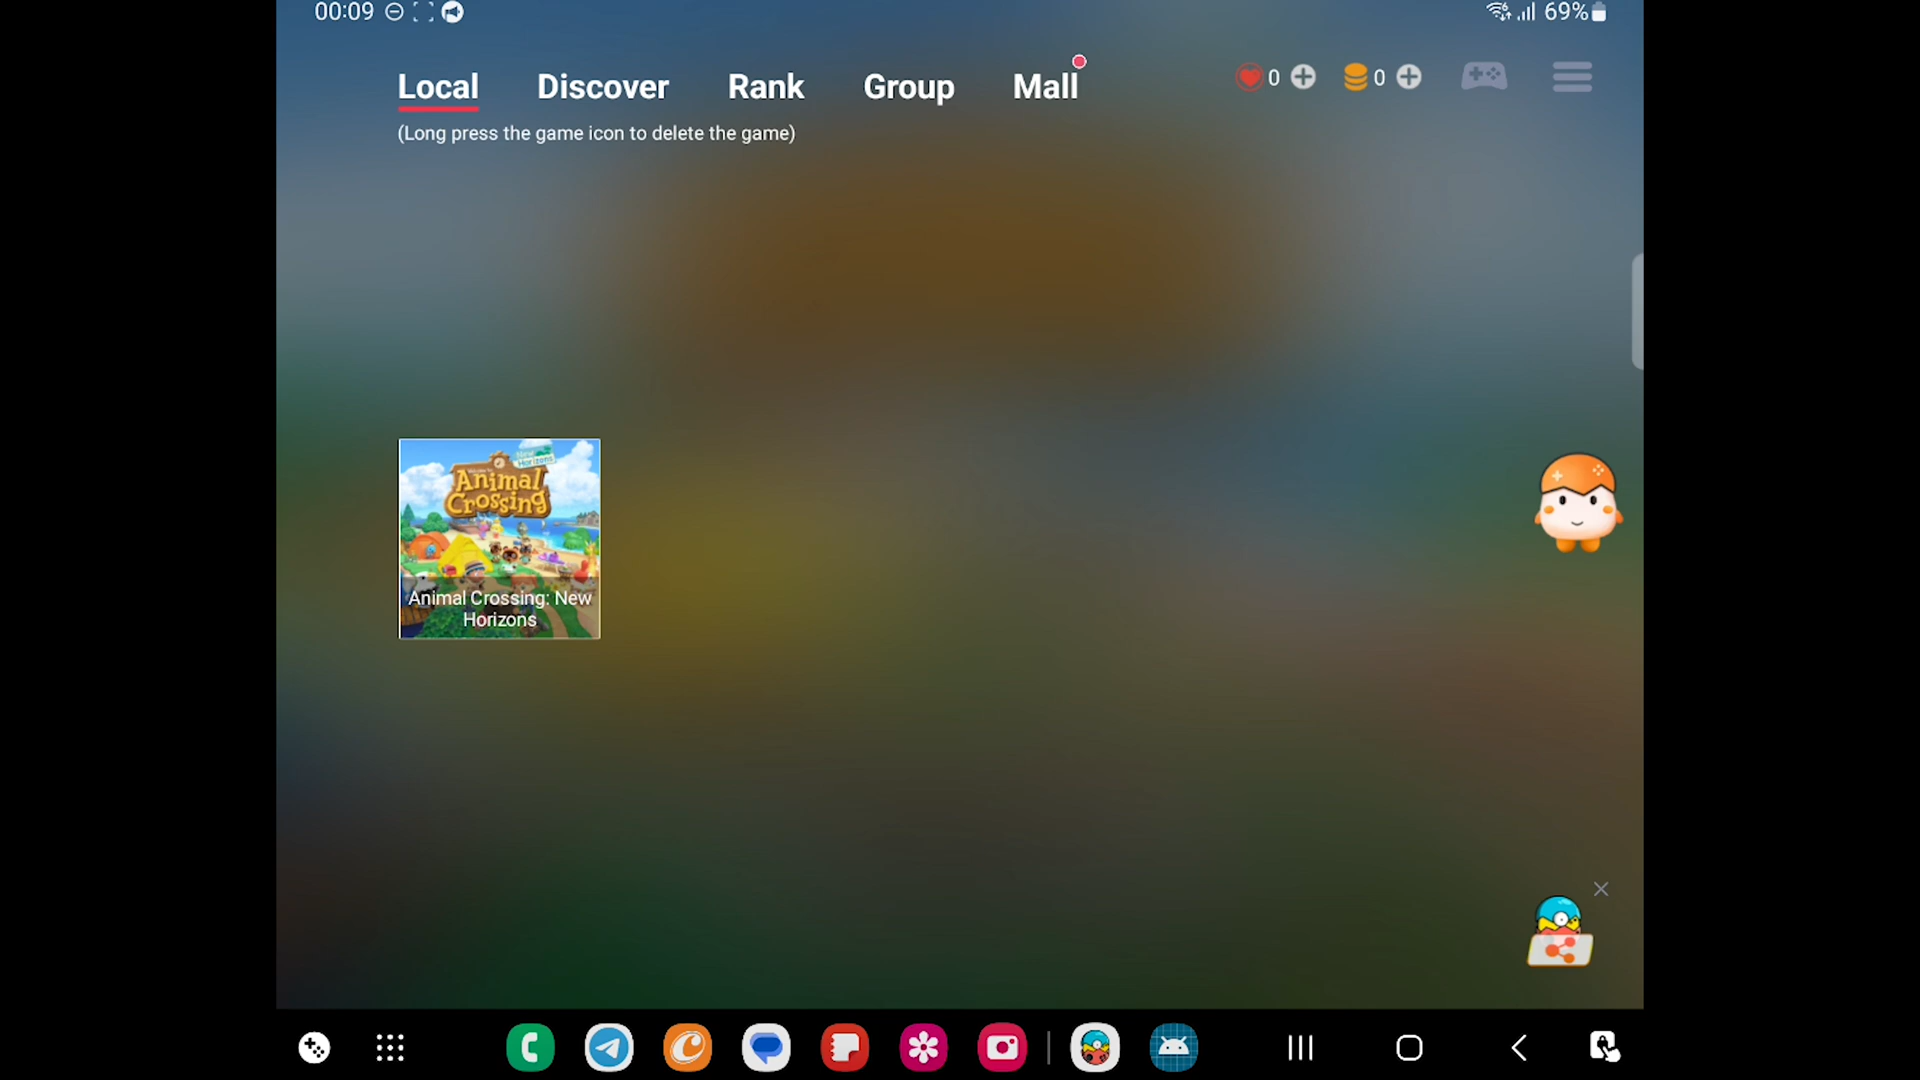 00:09
69%
Local Discover Rank Group Mall
0
0
(Long press the game icon to delete the game)
New
Horizons
Animal
Crossing
Animal Crossing: New
Horizons